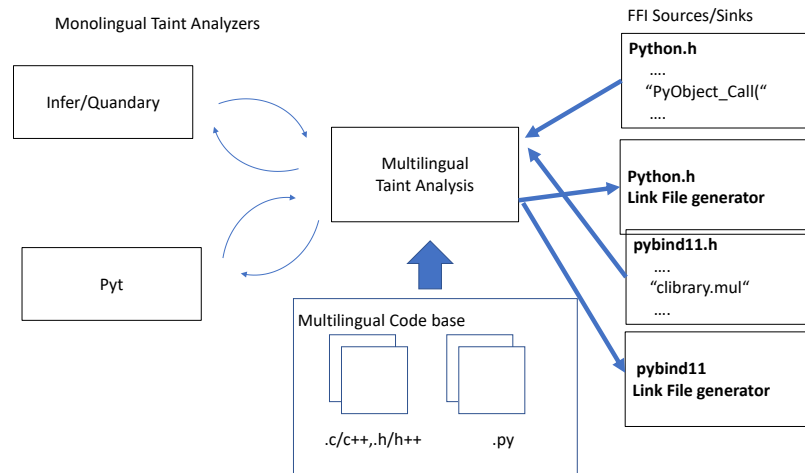 Monolingual Taint Analyzers
FFI Sources/Sinks
Infer/Quandary
Pyt
Multilingual
Taint Analysis
Multilingual Code base
.c/c++,.h/h++
.py
Python.h
....
“PyObject_Call(“
....
Python.h
Link File generator
pybind11.h
....
“clibrary.mul“
....
pybind11
Link File generator